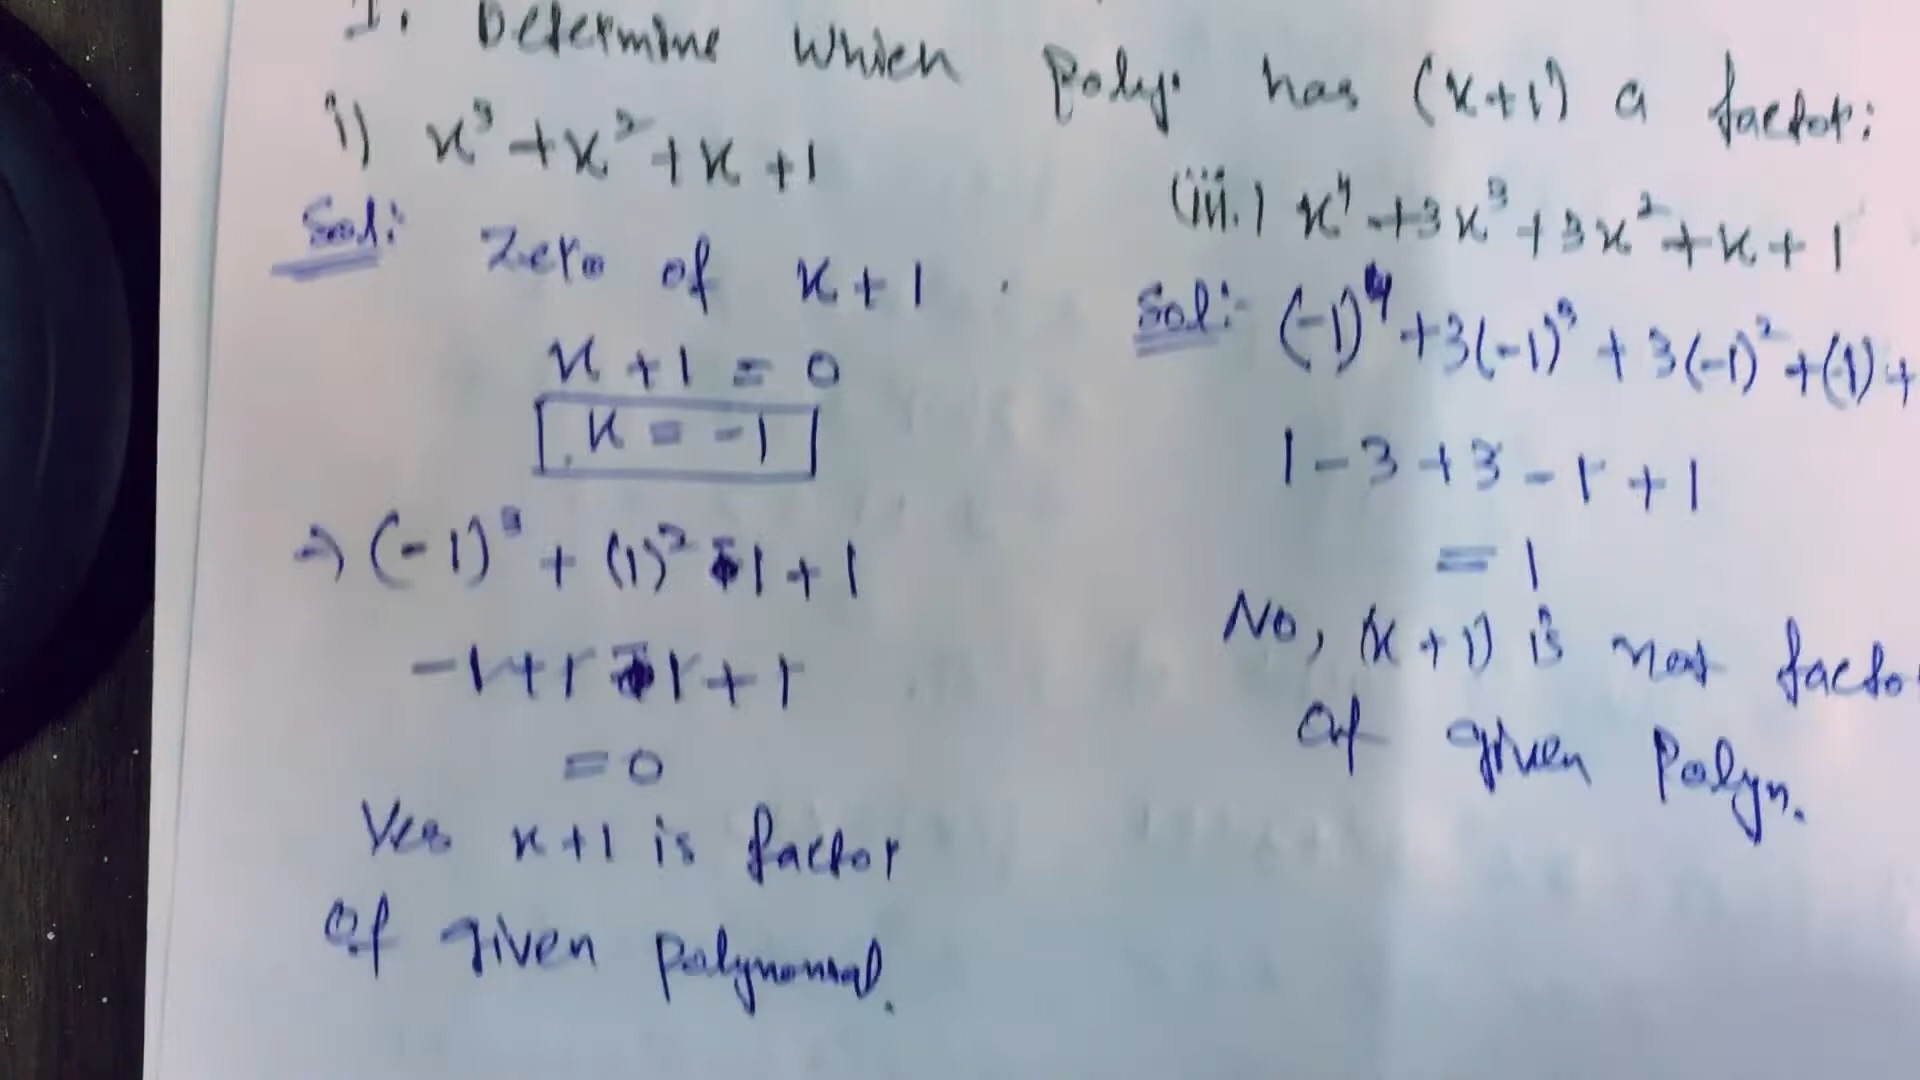 1. Determine which poly. has (x+1) a factor:
i) x³+x²+x+1
Sol: Zero of x+1
x+1=0
x=-1
⇒ (-1)³ + (1)² - 1 + 1
-1+1-1+1
=0
Yes x+1 is factor
of given polynomial.
(iii.) x⁴+3x³+3x²+x+1
Sol:- (-1)⁴+3(-1)³+3(-1)²+(-1)+
1-3+3-1+1
=1
No, (x+1) is not facto
of given Polyn.